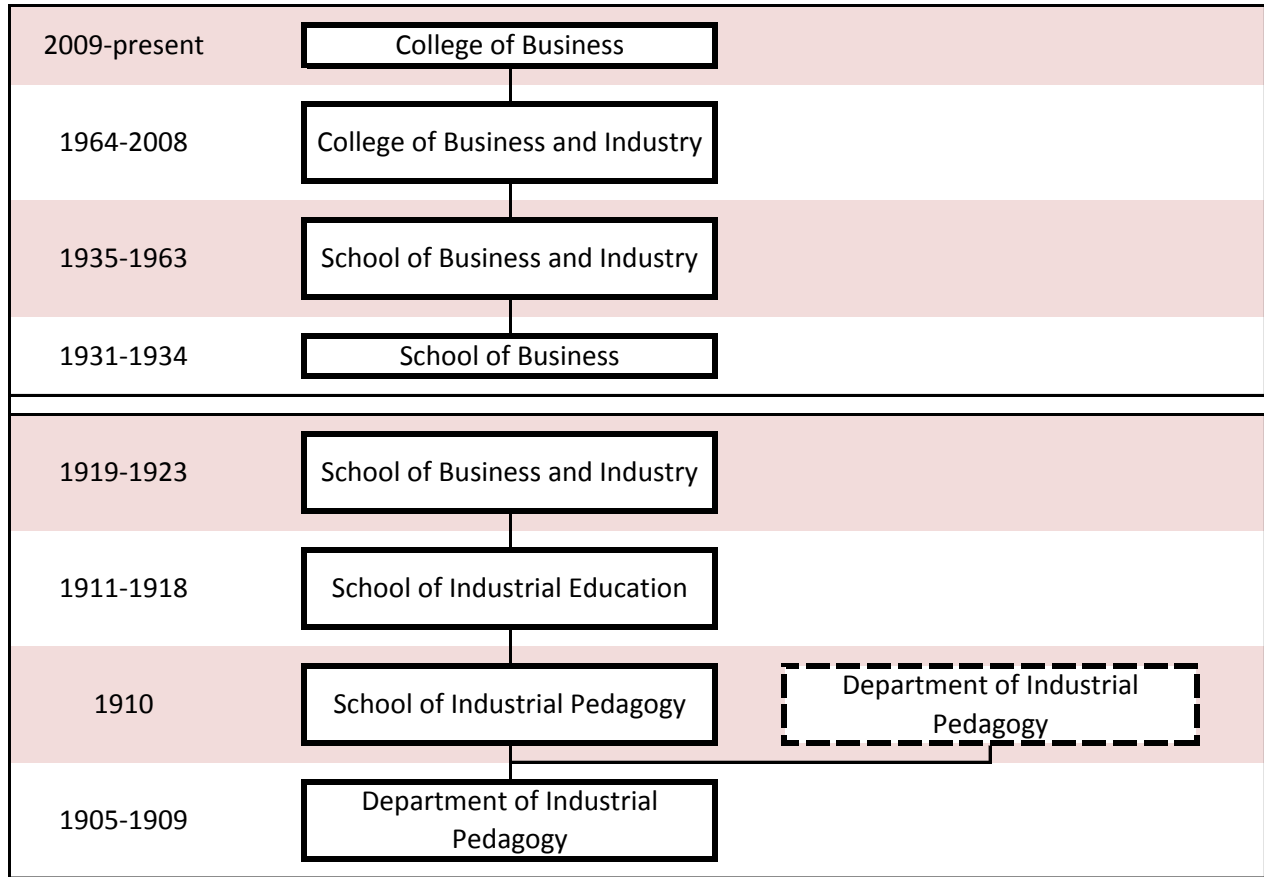 2009-present
College of Business
1964-2008
College of Business and Industry
1935-1963
School of Business and Industry
1931-1934
School of Business
1919-1923
School of Business and Industry
1911-1918
School of Industrial Education
1910
School of Industrial Pedagogy
Department of Industrial
Pedagogy
1905-1909
Department of Industrial
Pedagogy